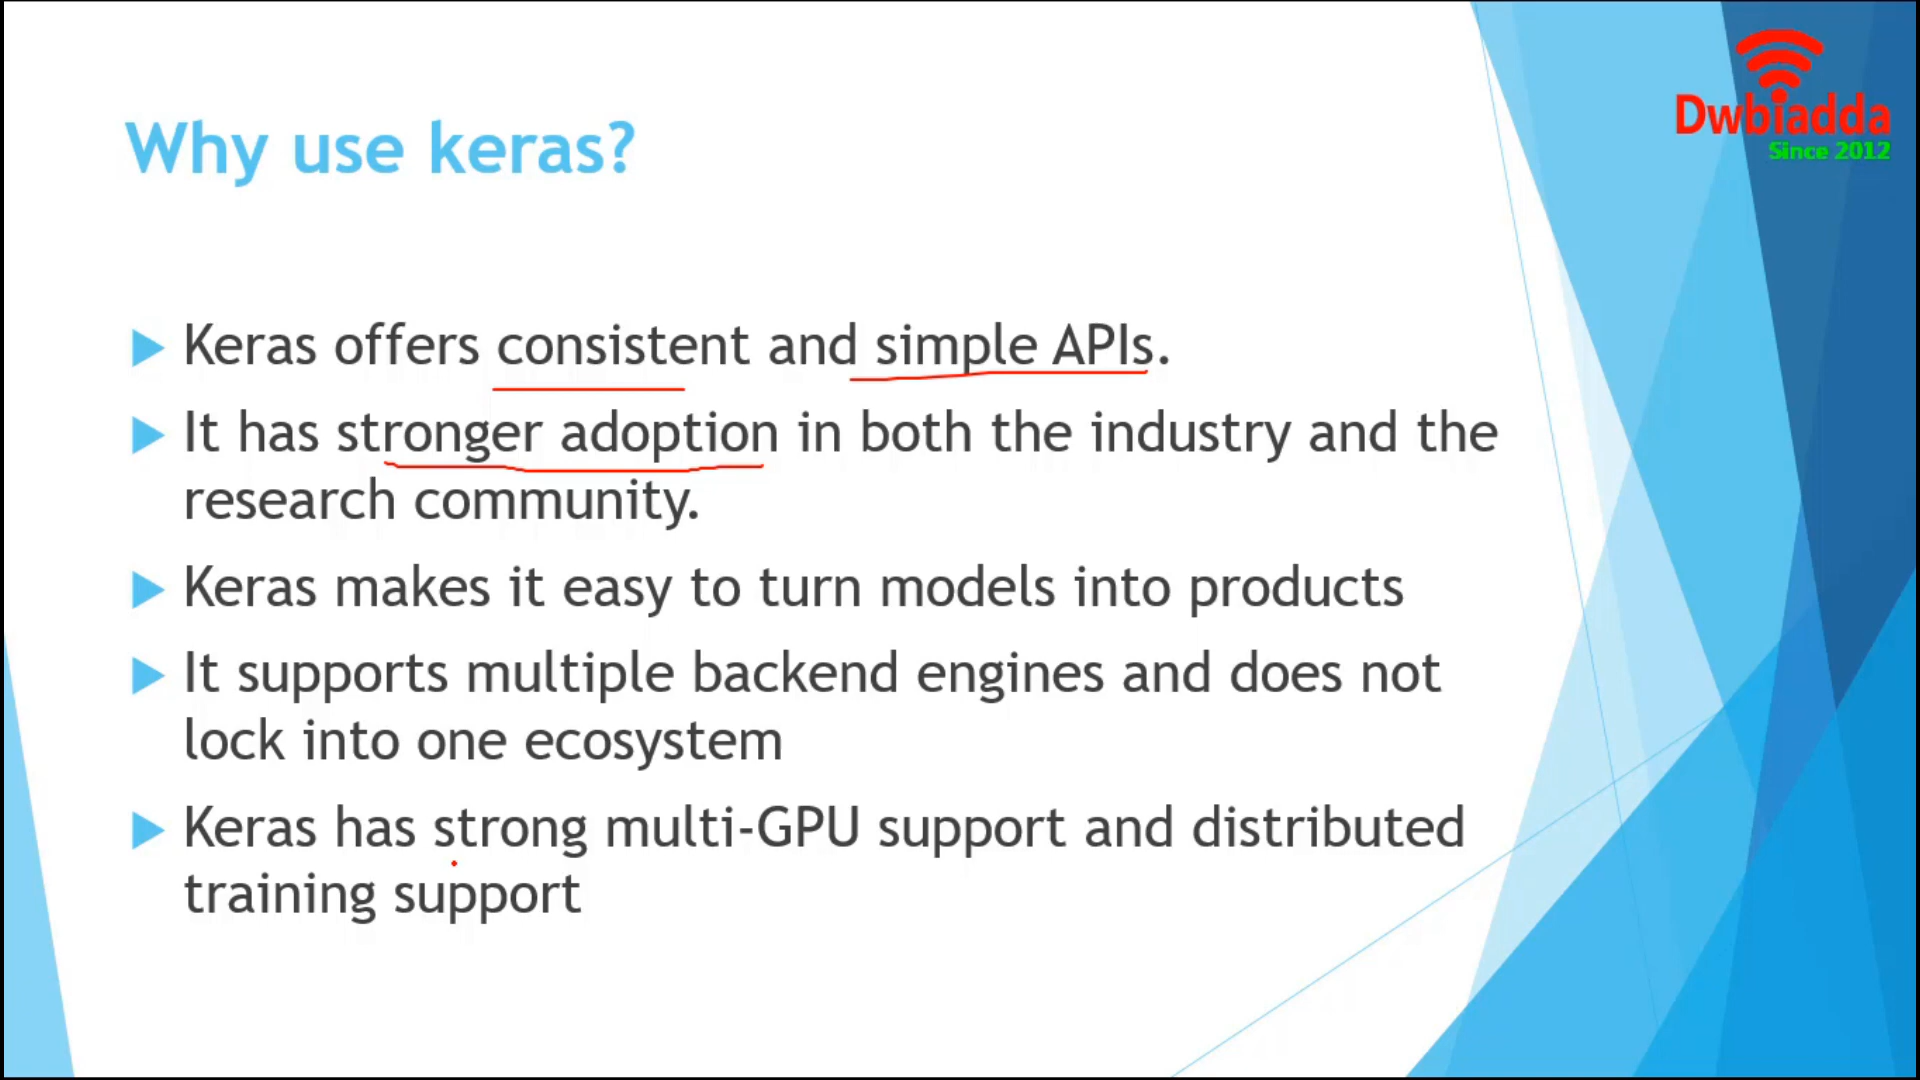 Dwbiadda
Since 2012
Why use keras?
Keras offers consistent and simple APIs.
It has stronger adoption in both the industry and the
research community.
Keras makes it easy to turn models into products
It supports multiple backend engines and does not
lock into one ecosystem
Keras has strong multi-GPU support and distributed
training support